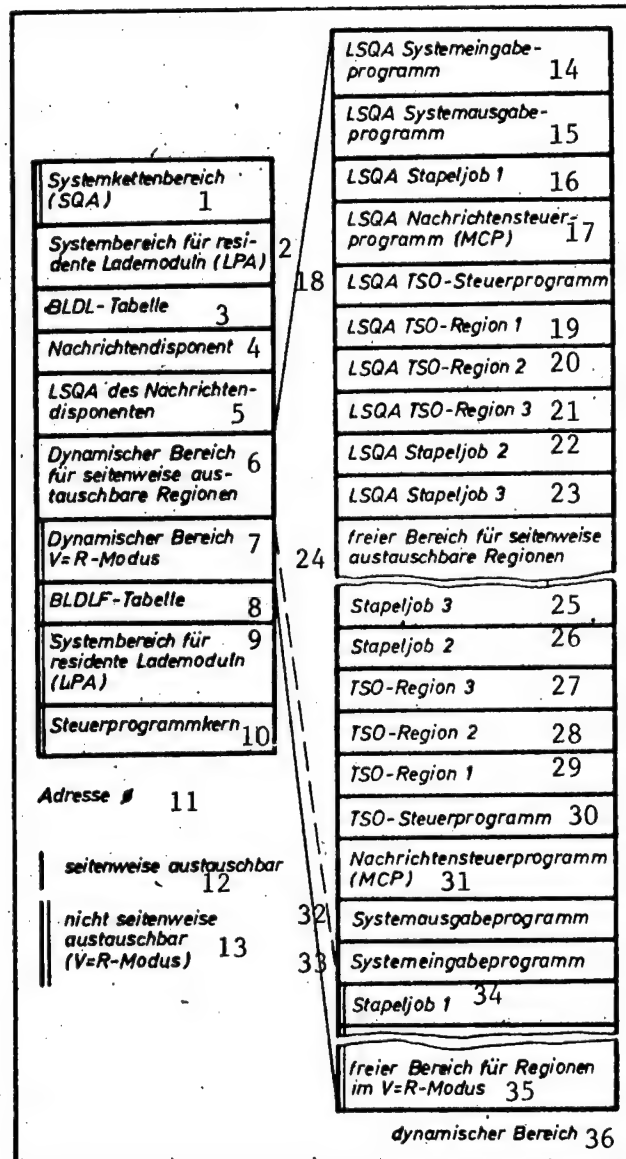 Systemkettenbereich
(SQA) 1
Systembereich für resi-
dente Lademoduln (LPA) 2
BLDL-Tabelle 3
Nachrichtendisponent 4
LSQA des Nachrichten-
disponenten 5
Dynamischer Bereich
für seitenweise aus- 6
tauschbare Regionen
Dynamischer Bereich 7
V=R-Modus
BLDLF-Tabelle 8
Systembereich für 9
residente Lademoduln
(LPA)
Steuerprogrammkern 10
Adresse 0 11
seitenweise austauschbar
12
nicht seitenweise
austauschbar 13
(V=R-Modus)
LSQA Systemeingabe-
programm 14
LSQA Systemausgabe-
programm 15
LSQA Stapeljob 1 16
LSQA Nachrichtensteuer-
programm (MCP) 17
18 LSQA TSO-Steuerprogramm
LSQA TSO-Region 1 19
LSQA TSO-Region 2 20
LSQA TSO-Region 3 21
LSQA Stapeljob 2 22
LSQA Stapeljob 3 23
freier Bereich für seitenweise
24 austauschbare Regionen
Stapeljob 3 25
Stapeljob 2 26
TSO-Region 3 27
TSO-Region 2 28
TSO-Region 1 29
TSO-Steuerprogramm 30
Nachrichtensteuerprogramm
(MCP) 31
32 Systemausgabeprogramm
33 Systemeingabeprogramm
Stapeljob 1 34
freier Bereich für Regionen
im V=R-Modus 35
dynamischer Bereich 36